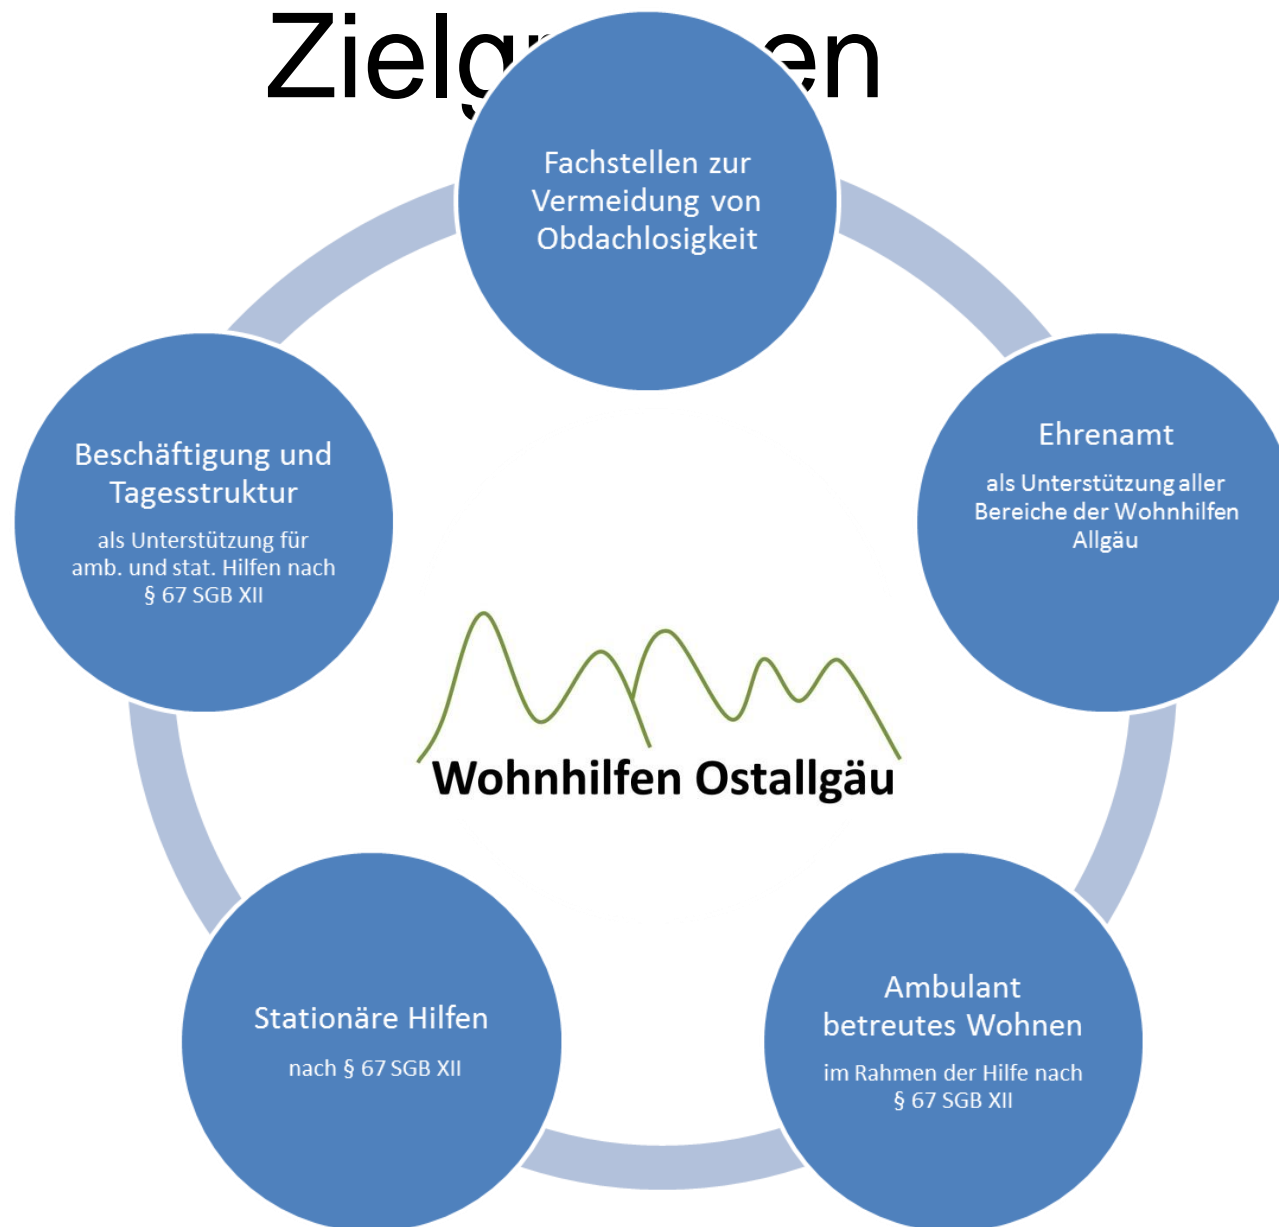 Fachstellen zur
Vermeidung von
Obdachlosigkeit
Ehrenamt
als Unterstützung aller
Bereiche der Wohnhilfen
Allgäu
Beschäftigung und
Tagesstruktur
als Unterstützung für
amb. und stat. Hilfen nach
§ 67 SGB XII
Wohnhilfen Ostallgäu
Ambulant
betreutes Wohnen
im Rahmen der Hilfe nach
§ 67 SGB XII
Stationäre Hilfen
nach § 67 SGB XII